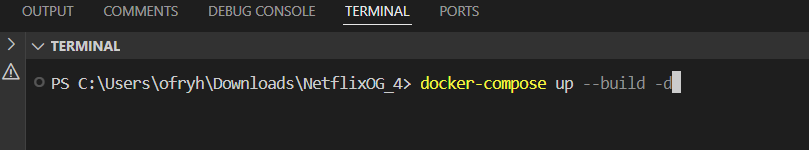 OUTPUT COMMENTS DEBUG CONSOLE TERMINAL PORTS
TERMINAL
PS C:\Users\ofryh\Downloads\NetflixOG_4> docker-compose up --build -d